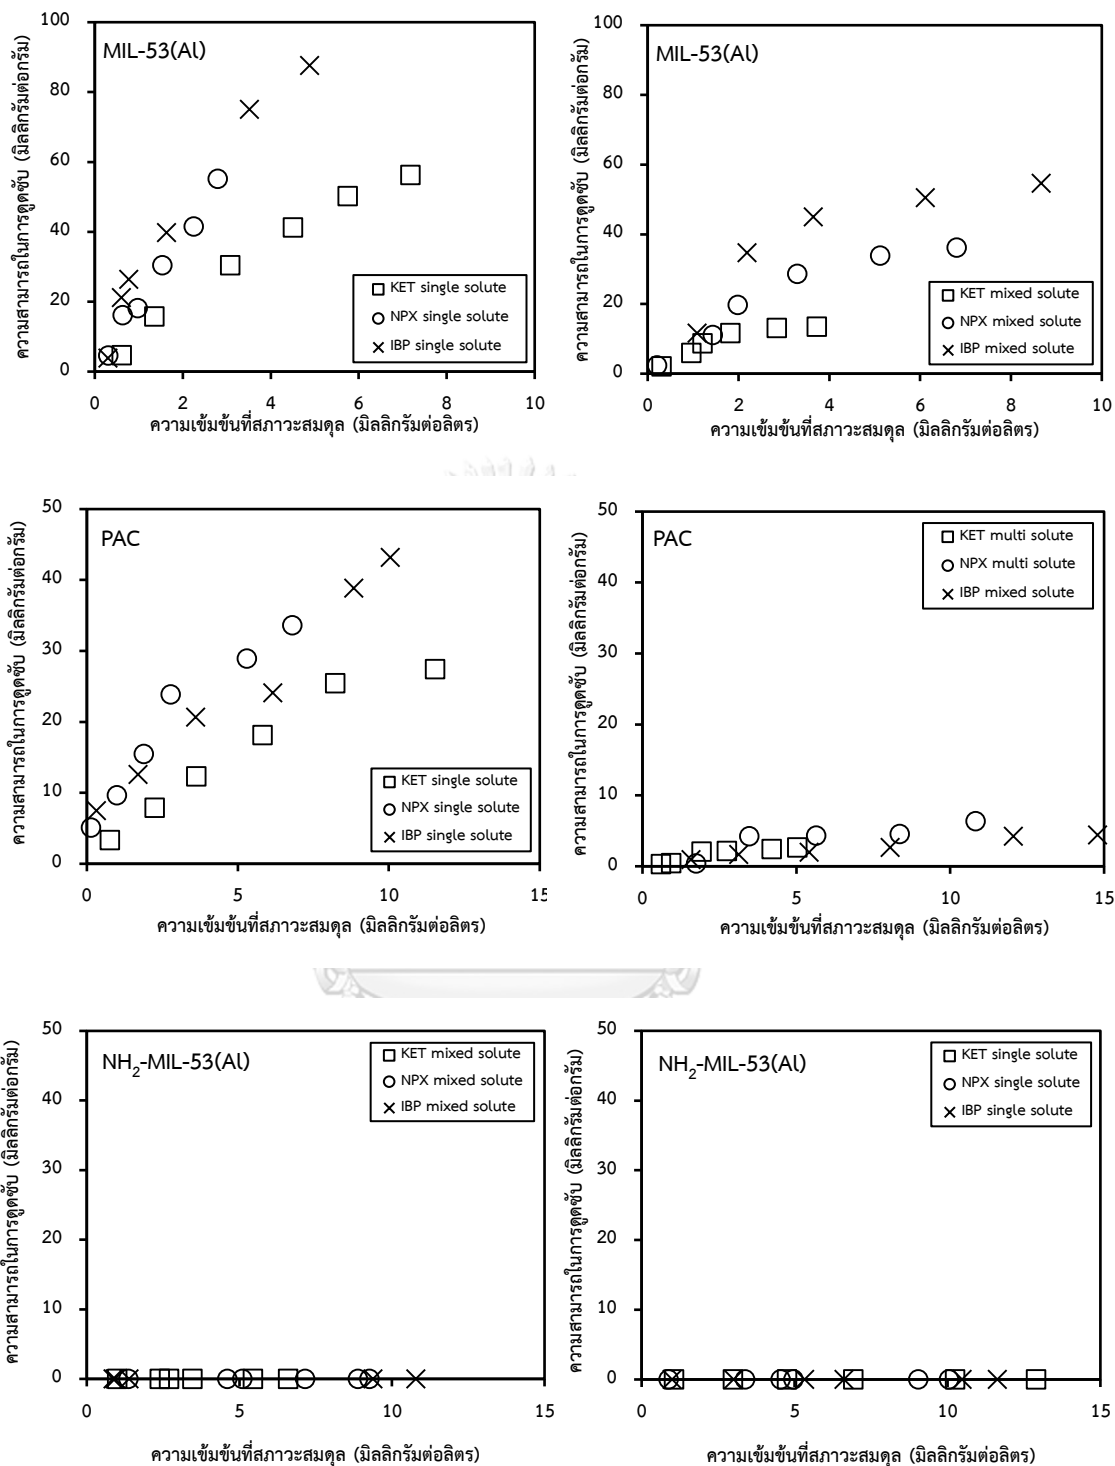 MIL-53(Al)
ความสามารถในการดูดซับ (มิลลิกรัมต่อกรัม)
100
80
60
40
20
0
KET single solute
NPX single solute
IBP single solute
0 2 4 6 8 10
ความเข้มข้นที่สภาวะสมดุล (มิลลิกรัมต่อลิตร)
MIL-53(Al)
ความสามารถในการดูดซับ (มิลลิกรัมต่อกรัม)
100
80
60
40
20
0
KET mixed solute
NPX mixed solute
IBP mixed solute
0 2 4 6 8 10
ความเข้มข้นที่สภาวะสมดุล (มิลลิกรัมต่อลิตร)
PAC
ความสามารถในการดูดซับ (มิลลิกรัมต่อกรัม)
50
40
30
20
10
0
KET single solute
NPX single solute
IBP single solute
0 5 10 15
ความเข้มข้นที่สภาวะสมดุล (มิลลิกรัมต่อลิตร)
PAC
ความสามารถในการดูดซับ (มิลลิกรัมต่อกรัม)
50
40
30
20
10
0
KET multi solute
NPX multi solute
IBP mixed solute
0 5 10 15
ความเข้มข้นที่สภาวะสมดุล (มิลลิกรัมต่อลิตร)
NH2-MIL-53(Al)
ความสามารถในการดูดซับ (มิลลิกรัมต่อกรัม)
50
40
30
20
10
0
KET mixed solute
NPX mixed solute
IBP mixed solute
0 5 10 15
ความเข้มข้นที่สภาวะสมดุล (มิลลิกรัมต่อลิตร)
NH2-MIL-53(Al)
ความสามารถในการดูดซับ (มิลลิกรัมต่อกรัม)
50
40
30
20
10
0
KET single solute
NPX single solute
IBP single solute
0 5 10 15
ความเข้มข้นที่สภาวะสมดุล (มิลลิกรัมต่อลิตร)